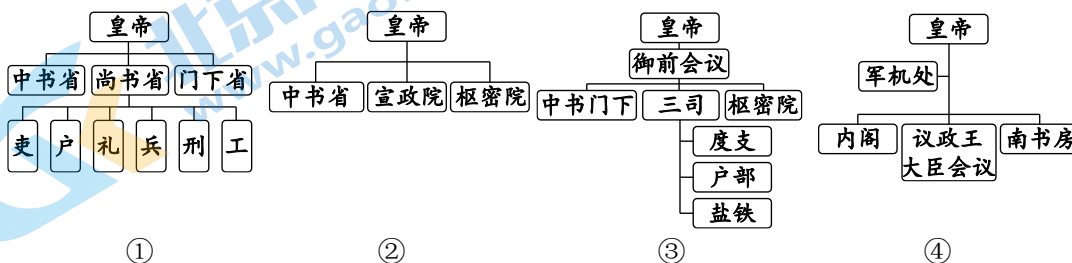 皇帝
中书省 尚书省 门下省
吏 户 礼 兵 刑 工
①
皇帝
中书省 宣政院 枢密院
②
皇帝
御前会议
中书门下 三司 枢密院
度支
户部
盐铁
③
皇帝
军机处
内阁 议政王大臣会议 南书房
④
www.gao